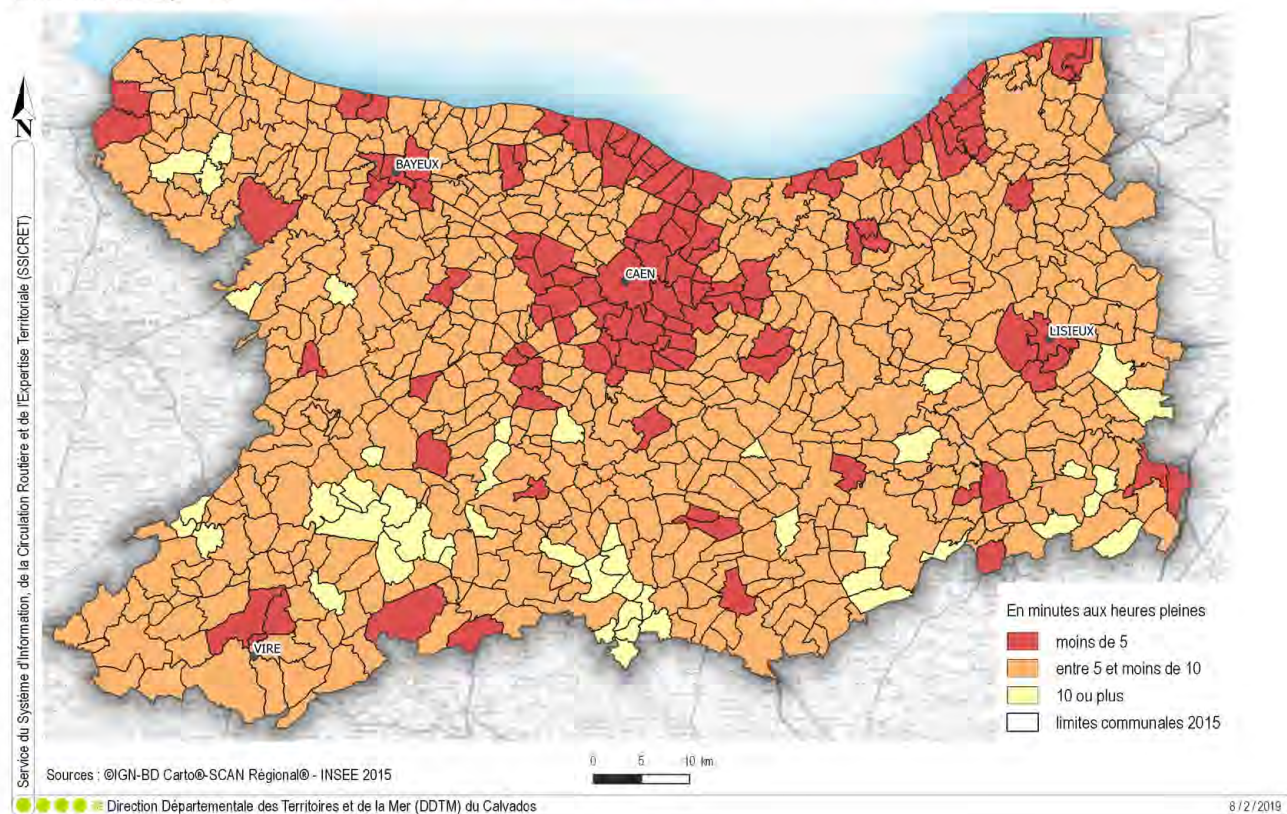 N
Service du Système d'Information, de la Circulation Routière et de l'Expertise Territoriale (SSICRET)
BAYEUX
CAEN
LISIEUX
VIRE
En minutes aux heures pleines
moins de 5
entre 5 et moins de 10
10 ou plus
limites communales 2015
0 5 10 km
Sources : ©IGN-BD Carto®-SCAN Régional® - INSEE 2015
Direction Départementale des Territoires et de la Mer (DDTM) du Calvados
8 / 2 / 2019